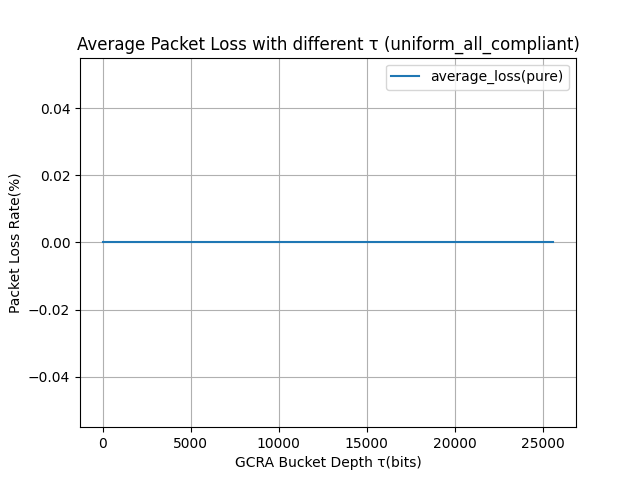 Average Packet Loss with different τ (uniform_all_compliant)
average_loss(pure)
Packet Loss Rate(%)
0.04
0.02
0.00
−0.02
−0.04
0
5000
10000
15000
20000
25000
GCRA Bucket Depth τ(bits)